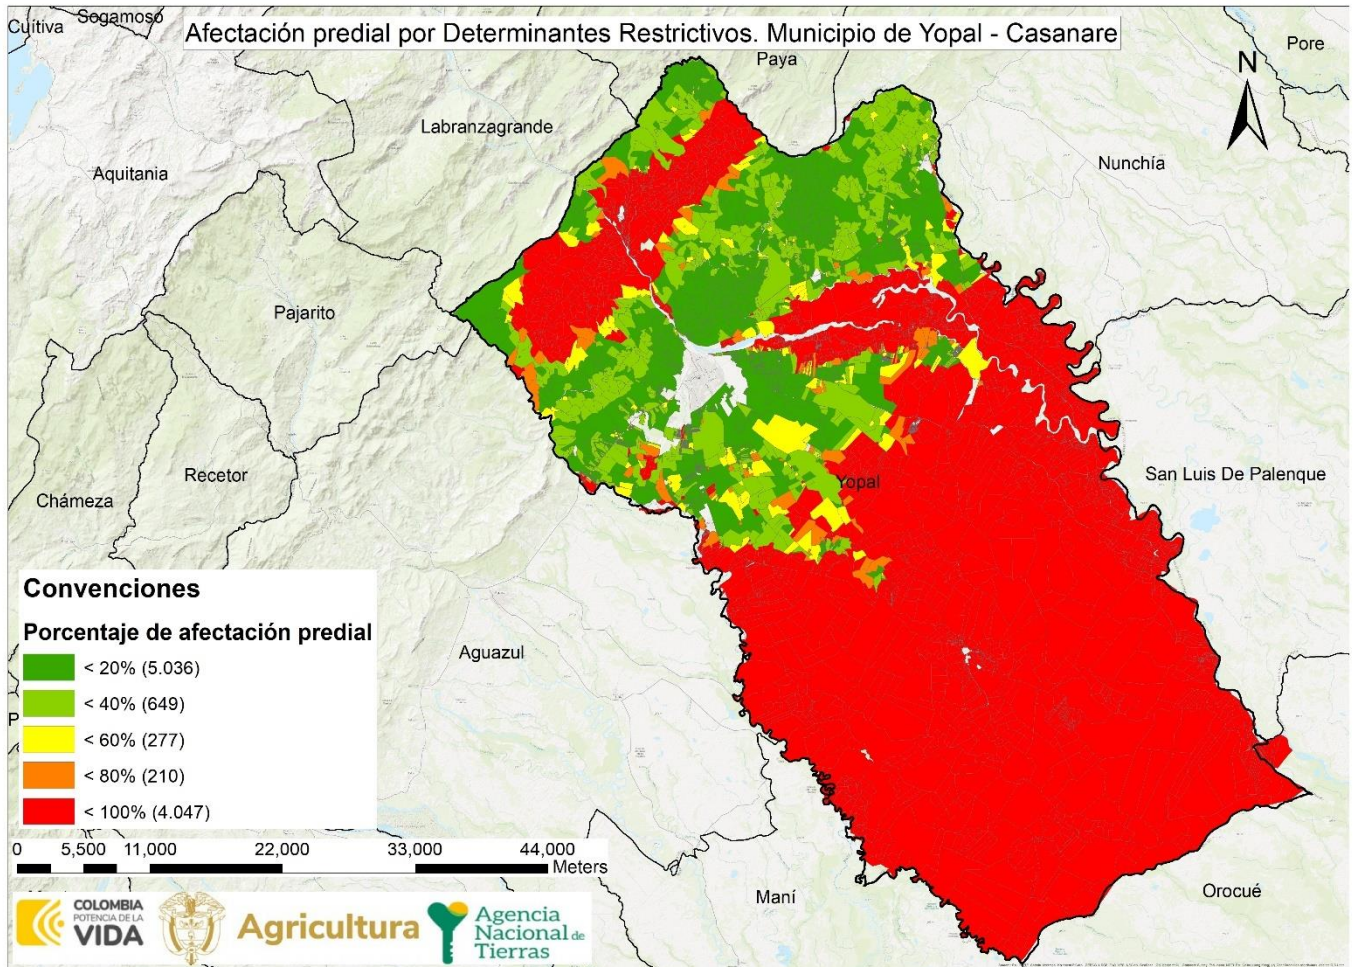 Sogamoso
Cuítiva
Afectación predial por Determinantes Restrictivos. Municipio de Yopal - Casanare
Pore
Paya
N
Labranzagrande
Nunchía
Aquitania
Pajarito
Recetor
San Luis De Palenque
Yopal
Chámeza
Convenciones
Porcentaje de afectación predial
< 20% (5.036)
< 40% (649)
< 60% (277)
< 80% (210)
< 100% (4.047)
Aguazul
P
0 5,500 11,000 22,000 33,000 44,000
Meters
Maní
Orocué
COLOMBIA
POTENCIA DE LA
VIDA
Agricultura
Agencia
Nacional de
Tierras